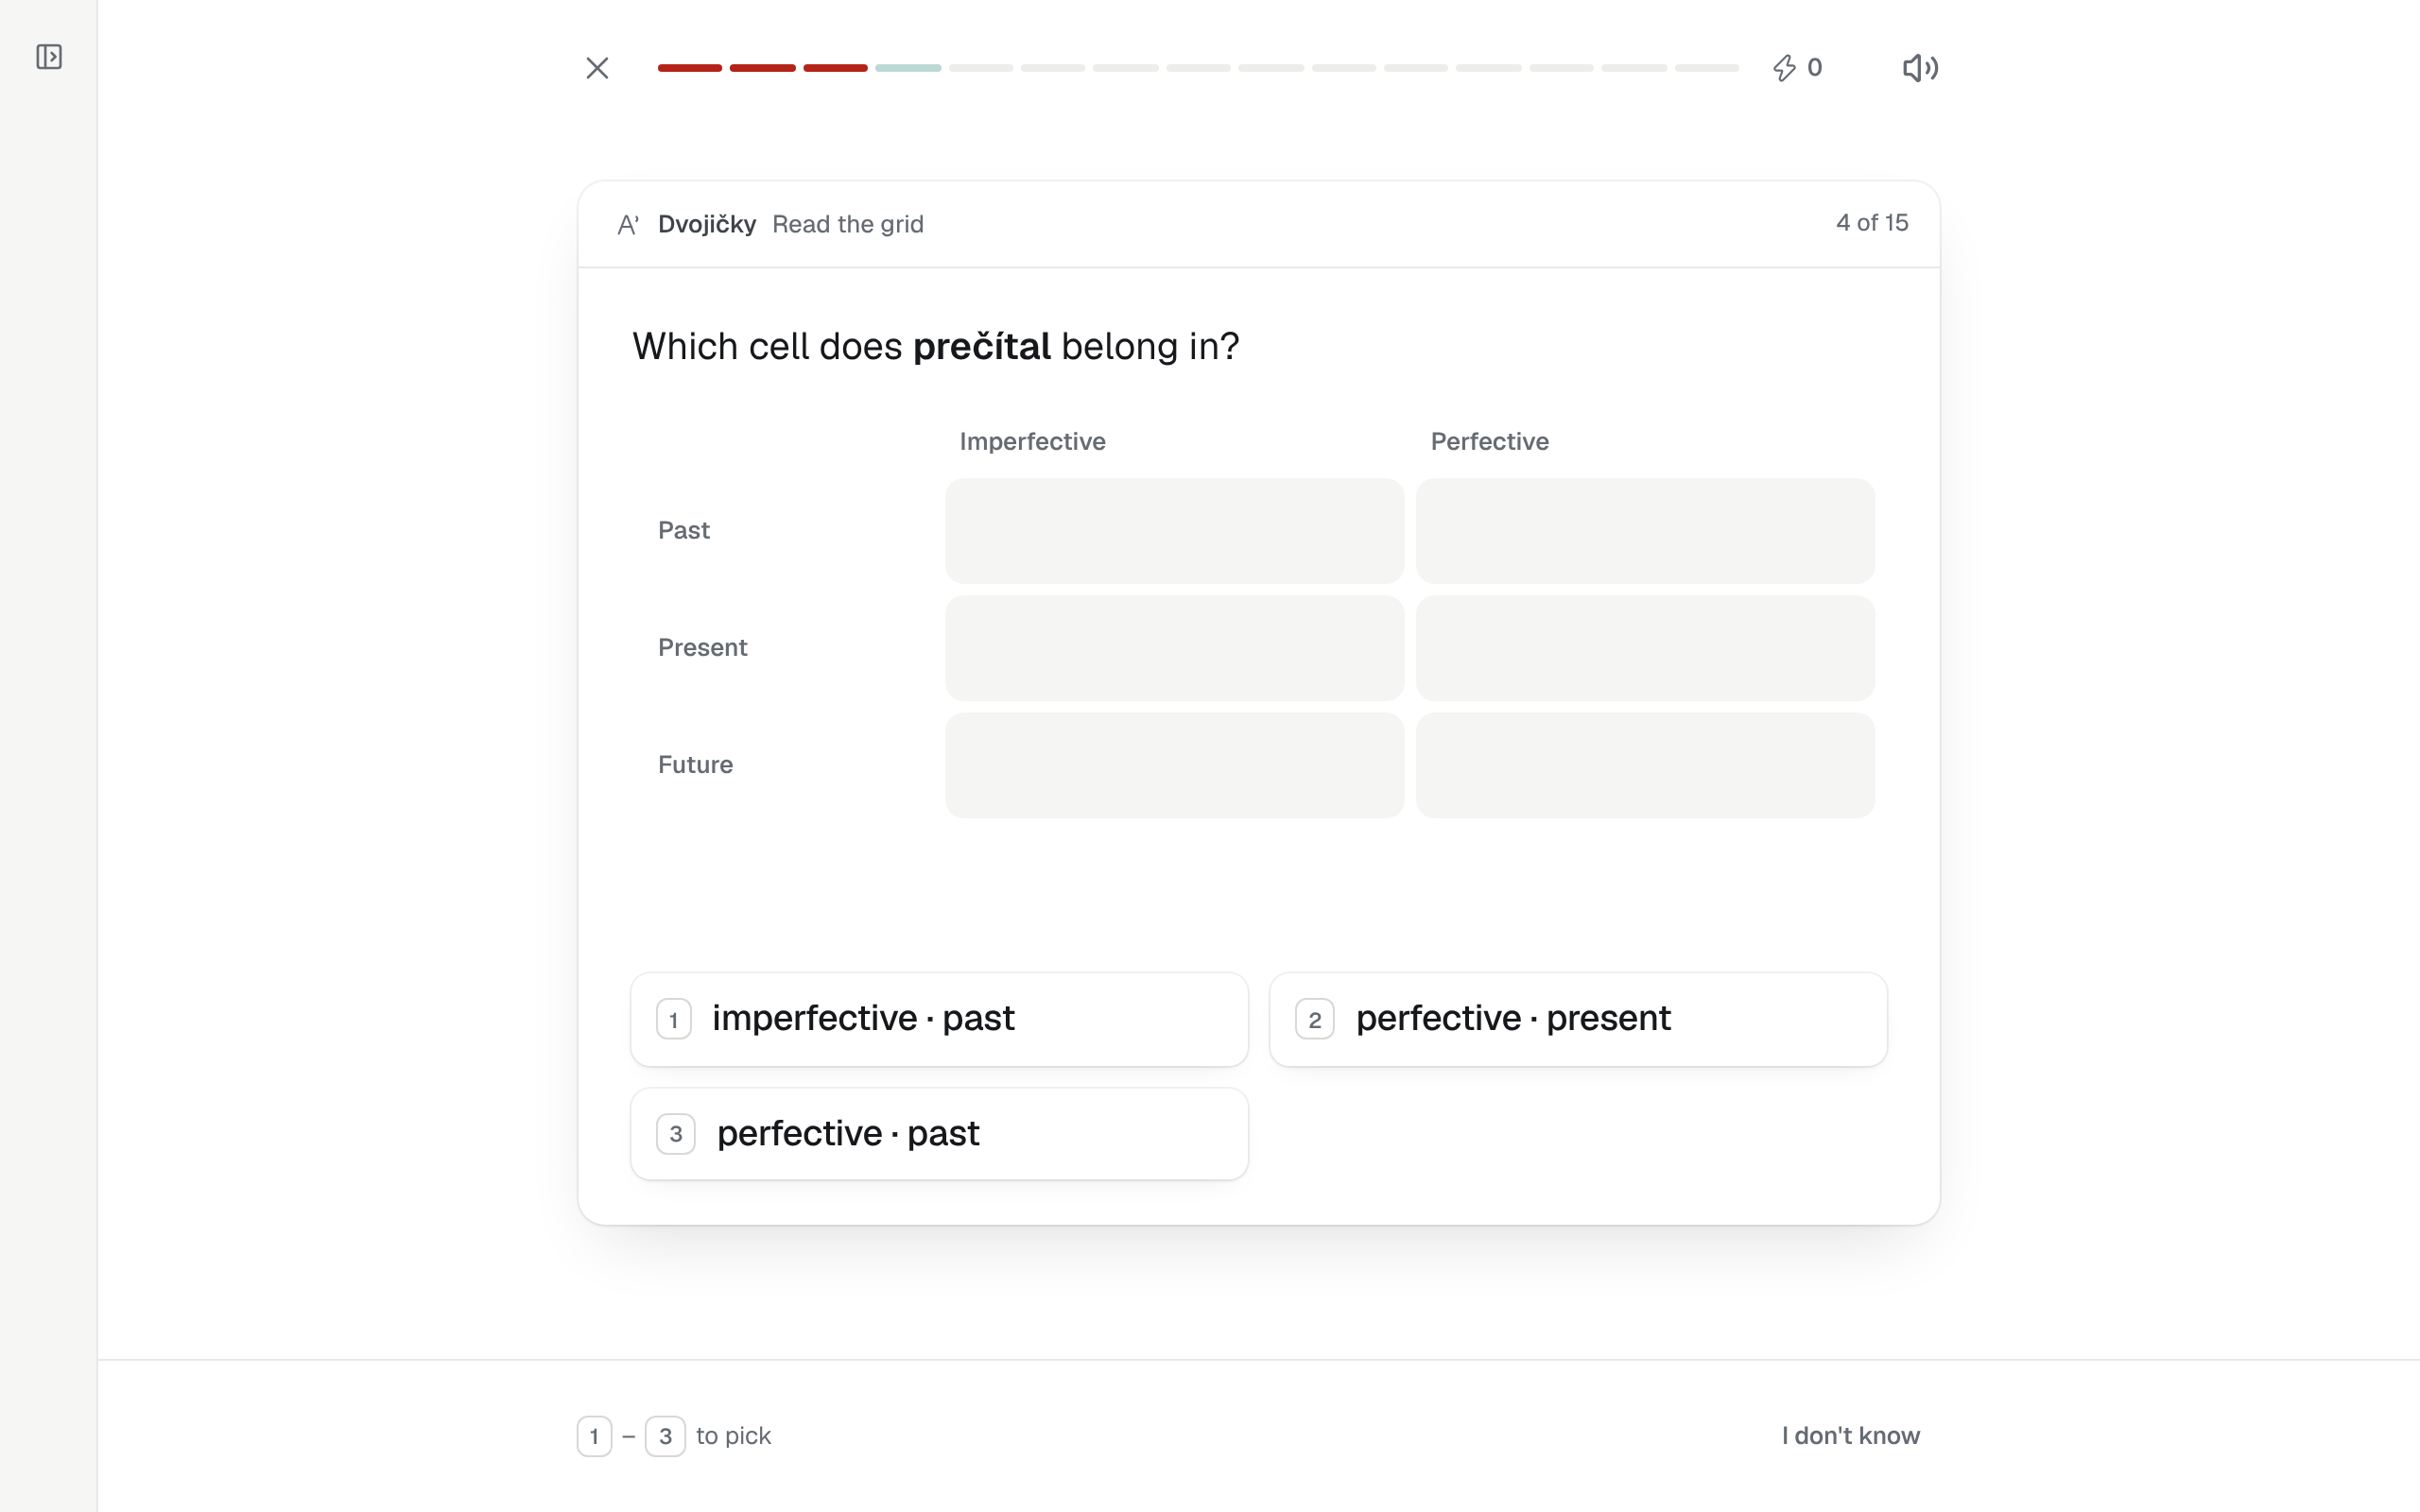 0
Dvojičky Read the grid
4 of 15
Which cell does prečítal belong in?
Imperfective Perfective
Past
Present
Future
1 imperfective · past
2 perfective · present
3 perfective · past
1 – 3 to pick
I don't know